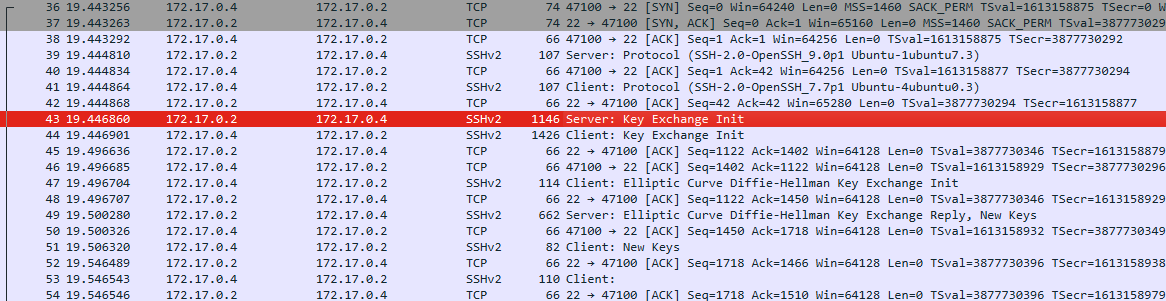 36 19.443256 172.17.0.4 172.17.0.2 TCP 74 47100 → 22 [SYN] Seq=0 Win=64240 Len=0 MSS=1460 SACK_PERM TSval=1613158875 TSecr=0 W
37 19.443263 172.17.0.2 172.17.0.4 TCP 74 22 → 47100 [SYN, ACK] Seq=0 Ack=1 Win=65160 Len=0 MSS=1460 SACK_PERM TSval=387773029
38 19.443292 172.17.0.4 172.17.0.2 TCP 66 47100 → 22 [ACK] Seq=1 Ack=1 Win=64256 Len=0 TSval=1613158875 TSecr=3877730292
39 19.444810 172.17.0.2 172.17.0.4 SSHv2 107 Server: Protocol (SSH-2.0-OpenSSH_9.0p1 Ubuntu-1ubuntu7.3)
40 19.444834 172.17.0.4 172.17.0.2 TCP 66 47100 → 22 [ACK] Seq=1 Ack=42 Win=64256 Len=0 TSval=1613158877 TSecr=3877730294
41 19.444864 172.17.0.4 172.17.0.2 SSHv2 107 Client: Protocol (SSH-2.0-OpenSSH_7.7p1 Ubuntu-4ubuntu0.3)
42 19.444868 172.17.0.2 172.17.0.4 TCP 66 22 → 47100 [ACK] Seq=42 Ack=42 Win=65280 Len=0 TSval=3877730294 TSecr=1613158877
43 19.446860 172.17.0.2 172.17.0.4 SSHv2 1146 Server: Key Exchange Init
44 19.446901 172.17.0.4 172.17.0.2 SSHv2 1426 Client: Key Exchange Init
45 19.496636 172.17.0.2 172.17.0.4 TCP 66 22 → 47100 [ACK] Seq=1122 Ack=1402 Win=64128 Len=0 TSval=3877730346 TSecr=1613158879
46 19.496685 172.17.0.4 172.17.0.2 TCP 66 47100 → 22 [ACK] Seq=1402 Ack=1122 Win=64128 Len=0 TSval=1613158929 TSecr=3877730296
47 19.496704 172.17.0.4 172.17.0.2 SSHv2 114 Client: Elliptic Curve Diffie-Hellman Key Exchange Init
48 19.496707 172.17.0.2 172.17.0.4 TCP 66 22 → 47100 [ACK] Seq=1122 Ack=1450 Win=64128 Len=0 TSval=3877730346 TSecr=1613158929
49 19.500280 172.17.0.2 172.17.0.4 SSHv2 662 Server: Elliptic Curve Diffie-Hellman Key Exchange Reply, New Keys
50 19.500326 172.17.0.4 172.17.0.2 TCP 66 47100 → 22 [ACK] Seq=1450 Ack=1718 Win=64128 Len=0 TSval=1613158932 TSecr=3877730349
51 19.506320 172.17.0.4 172.17.0.2 SSHv2 82 Client: New Keys
52 19.546489 172.17.0.2 172.17.0.4 TCP 66 22 → 47100 [ACK] Seq=1718 Ack=1466 Win=64128 Len=0 TSval=3877730396 TSecr=1613158938
53 19.546543 172.17.0.4 172.17.0.2 SSHv2 110 Client:
54 19.546546 172.17.0.2 172.17.0.4 TCP 66 22 → 47100 [ACK] Seq=1718 Ack=1510 Win=64128 Len=0 TSval=3877730396 TSecr=1613158979